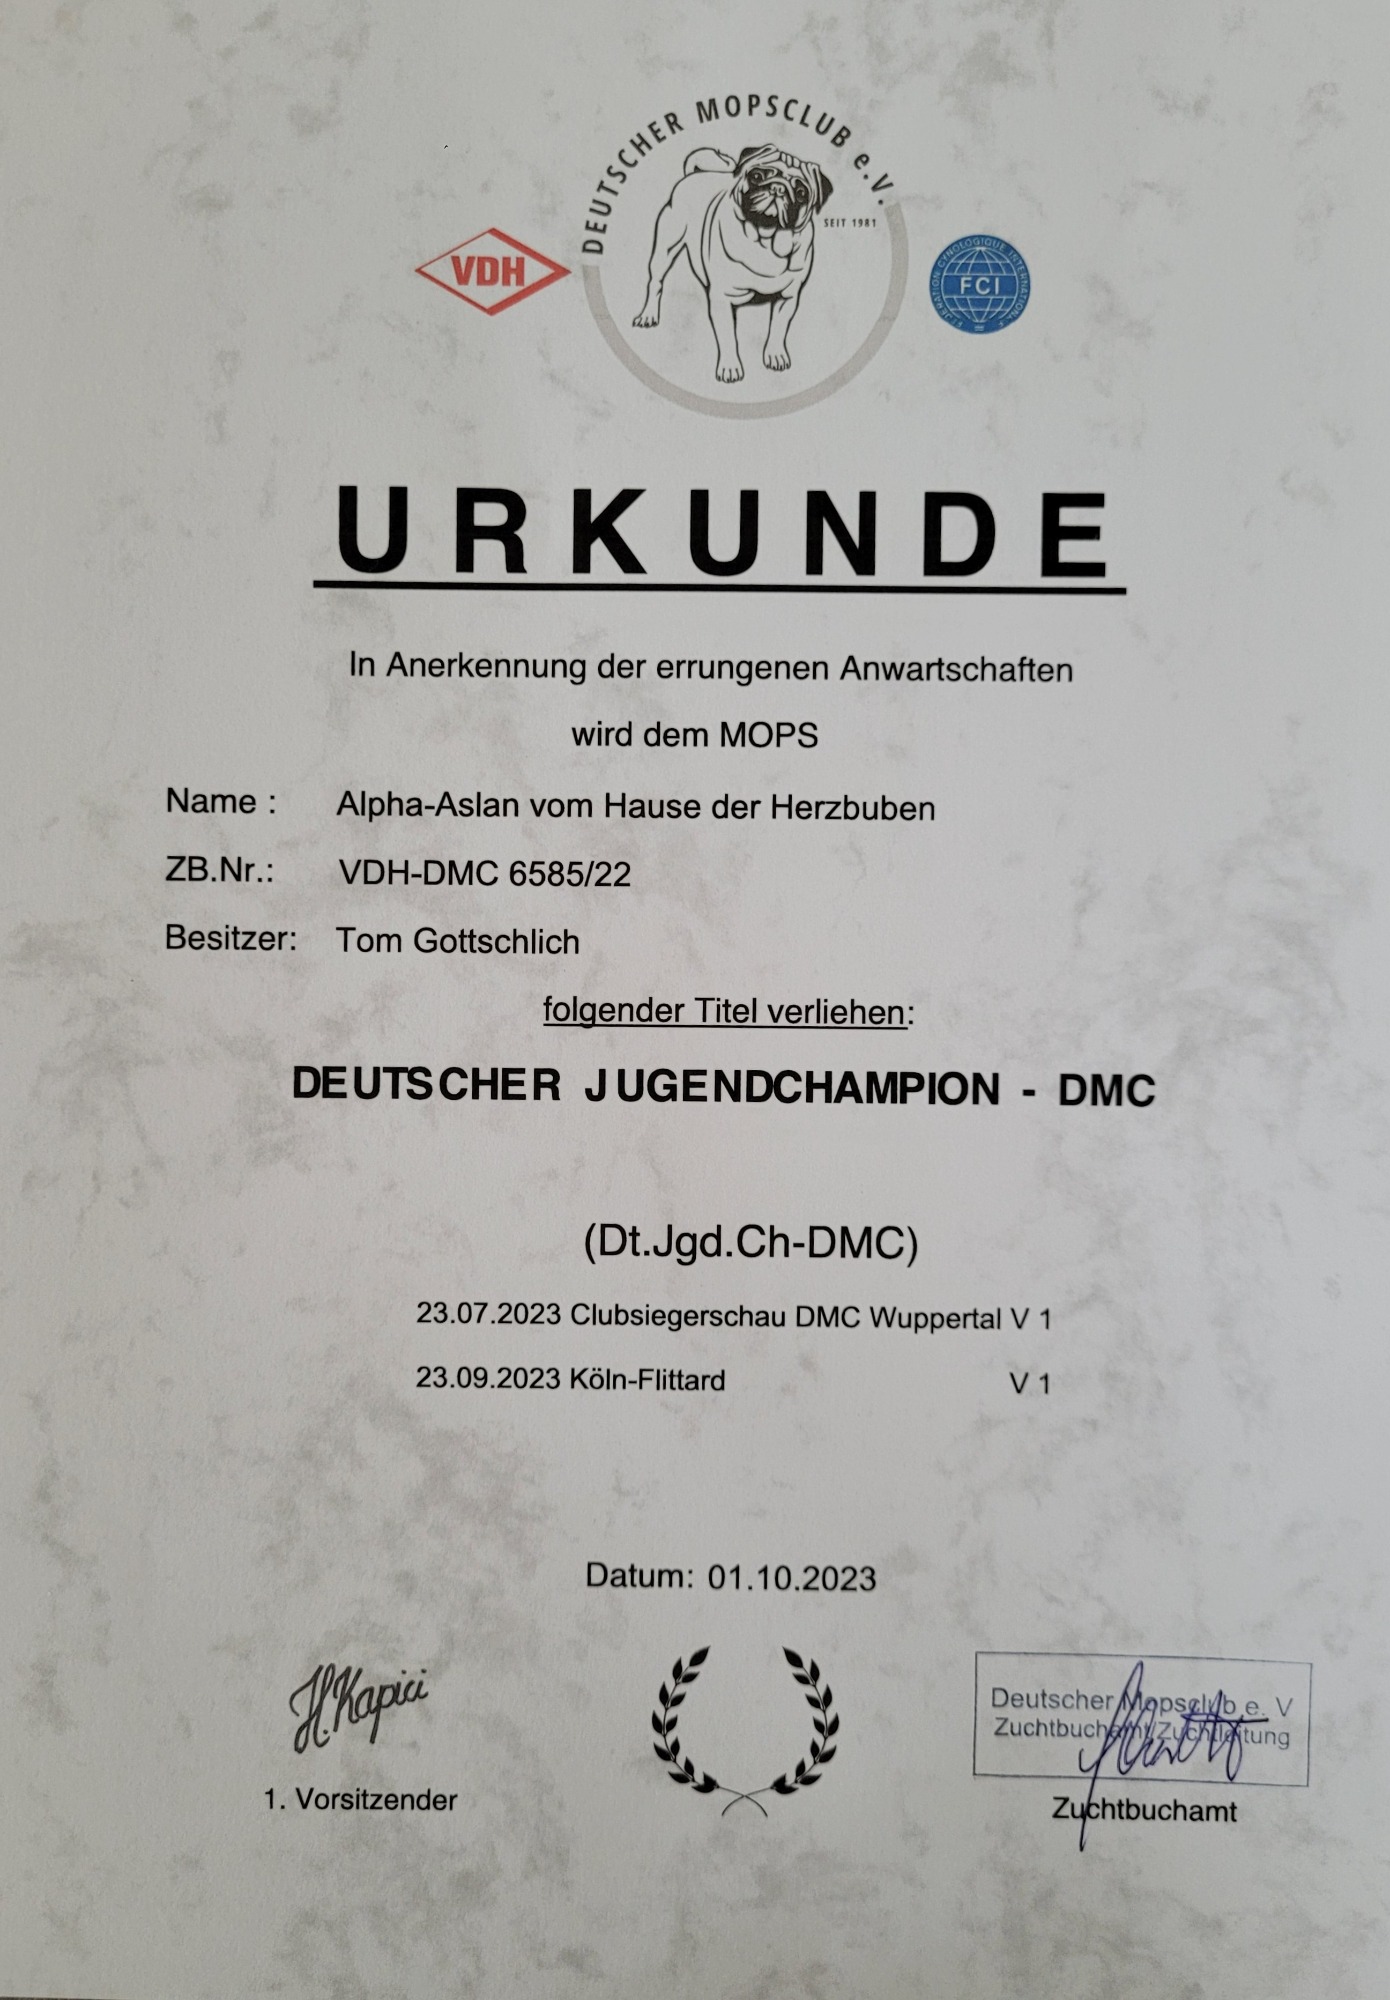 DEUTSCHER MOPSCLUB e.V.
SEIT 1981
VDH
FEDERATION CYNOLOGIQUE INTERNATIONALE
FCI
URKUNDE
In Anerkennung der errungenen Anwartschaften
wird dem MOPS
Name : Alpha-Aslan vom Hause der Herzbuben
ZB.Nr.: VDH-DMC 6585/22
Besitzer: Tom Gottschlich
folgender Titel verliehen:
DEUTSCHER JUGENDCHAMPION - DMC
(Dt.Jgd.Ch-DMC)
23.07.2023 Clubsiegerschau DMC Wuppertal V 1
23.09.2023 Köln-Flittard V 1
Datum: 01.10.2023
H.Kapici
1. Vorsitzender
Deutscher Mopsclub e. V
Zuchtbuchamt/Zuchtleitung
Zuchtbuchamt